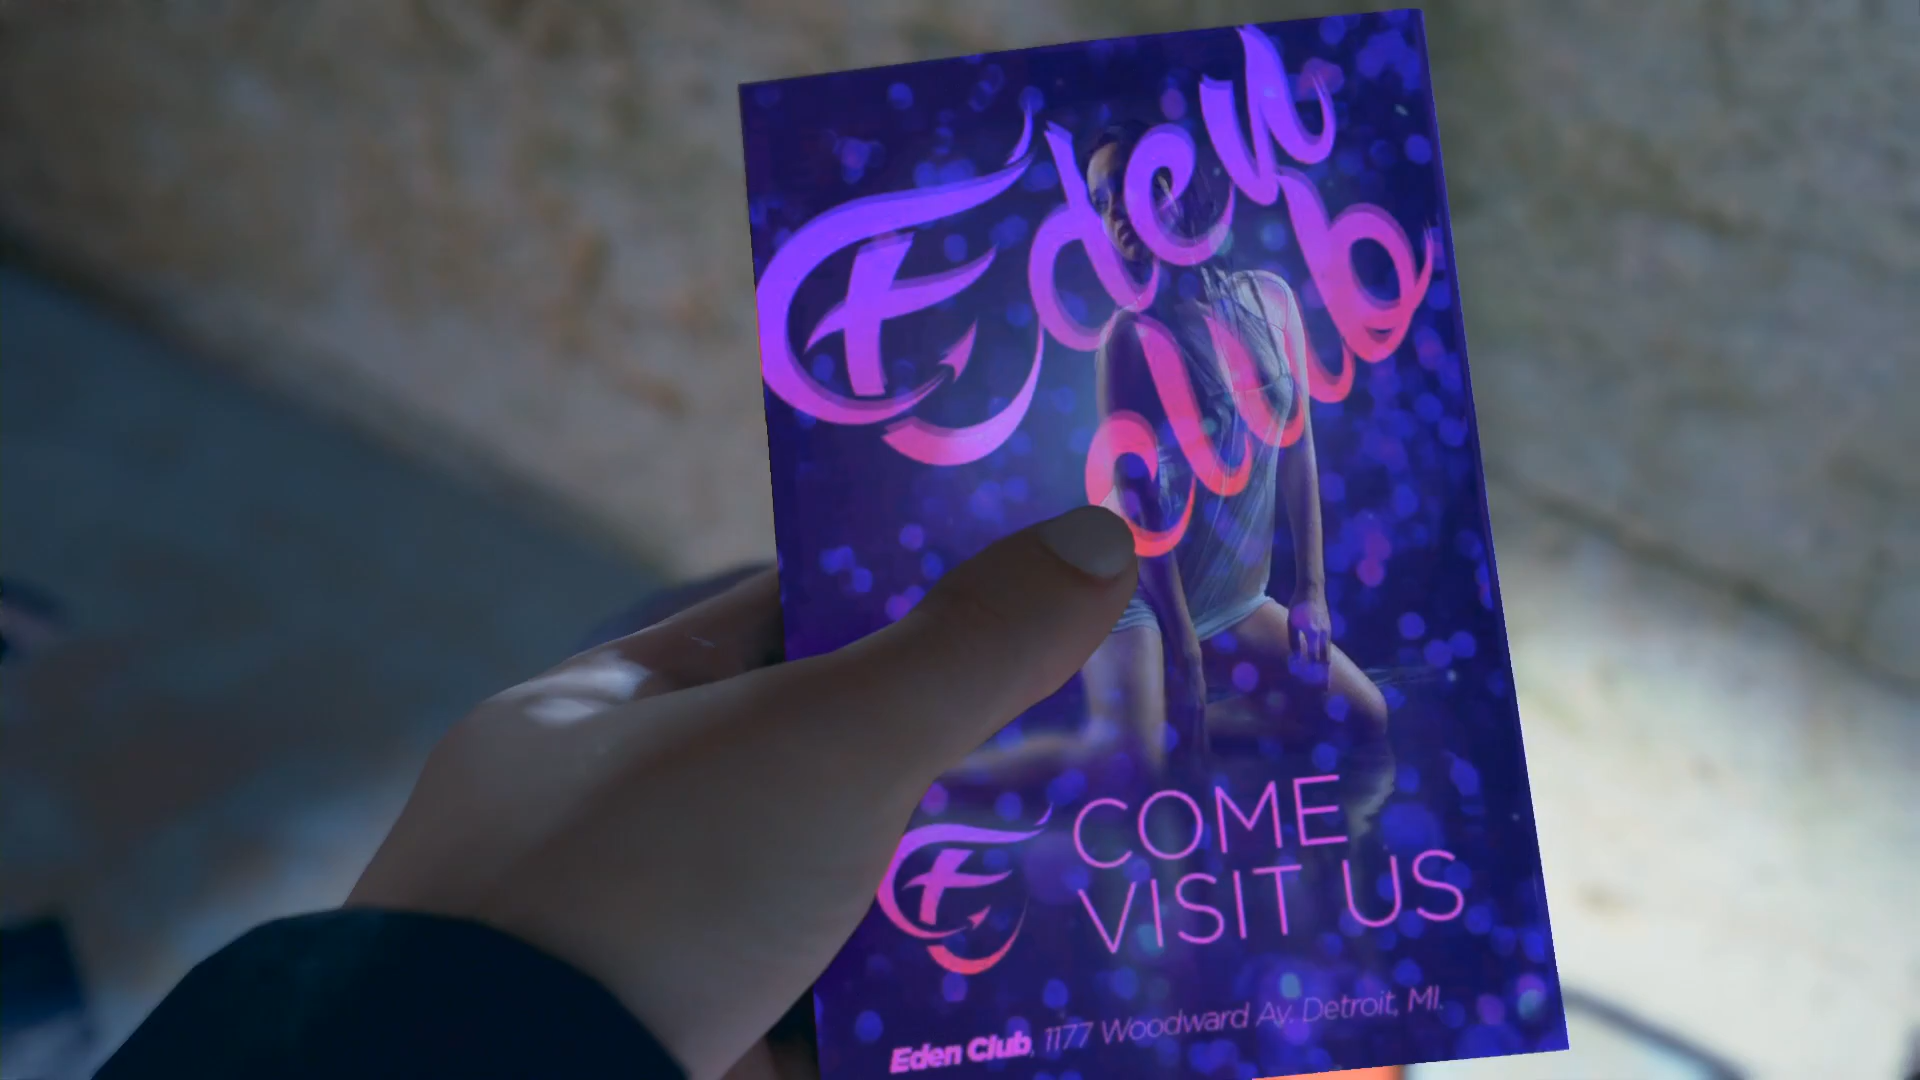 Eden
club
COME
VISIT US
Eden Club, 1177 Woodward Av. Detroit, MI.